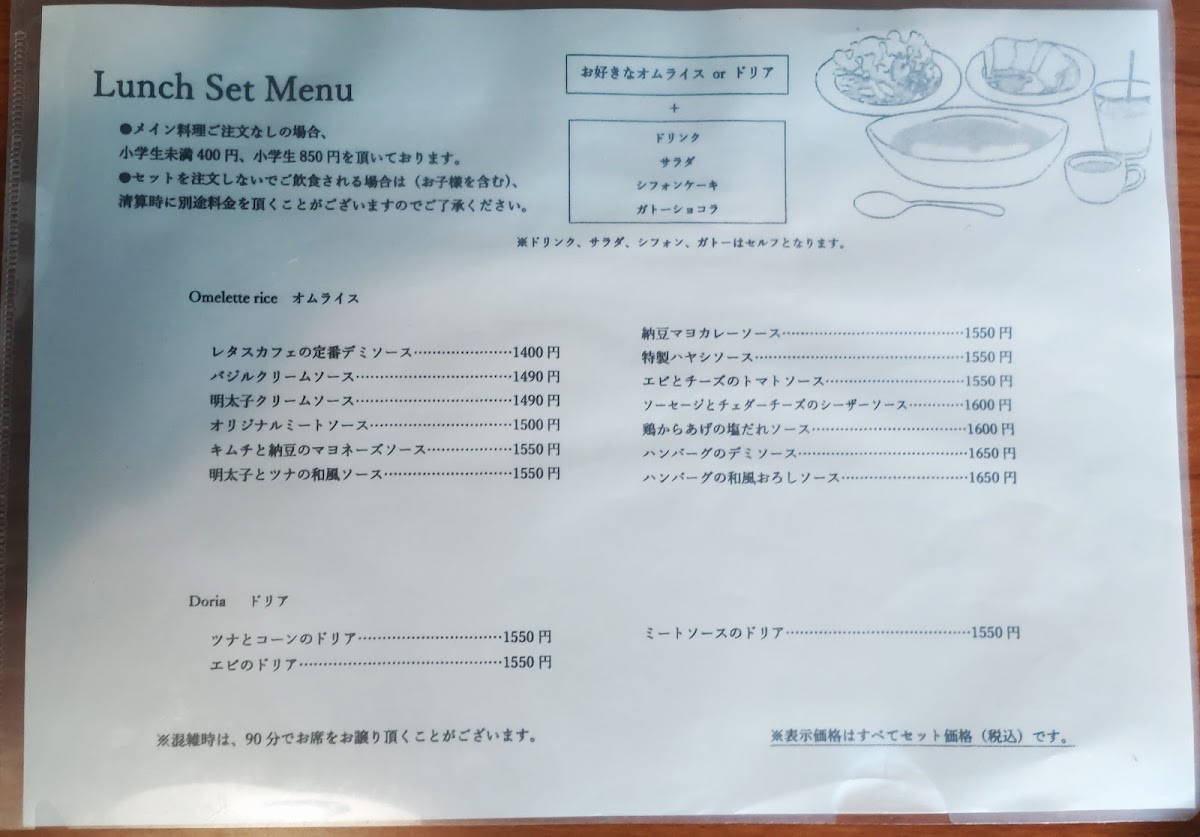 Lunch Set Menu
●メイン料理ご注文なしの場合、
小学生未満400円、小学生850円を頂いております。
●セットを注文しないでご飲食される場合は（お子様を含む）、
清算時に別途料金を頂くことがございますのでご了承ください。
お好きなオムライス or ドリア
+
ドリンク
サラダ
シフォンケーキ
ガトーショコラ
※ドリンク、サラダ、シフォン、ガトーはセルフとなります。
Omelette rice オムライス
レタスカフェの定番デミソース……………………1400円
バジルクリームソース……………………1490円
明太子クリームソース……………………1490円
オリジナルミートソース……………………1500円
キムチと納豆のマヨネーズソース……………………1550円
明太子とツナの和風ソース……………………1550円
納豆マヨカレーソース……………………1550円
特製ハヤシソース……………………1550円
エビとチーズのトマトソース……………………1550円
ソーセージとチェダーチーズのシーザーソース…………1600円
鶏からあげの塩だれソース……………………1600円
ハンバーグのデミソース……………………1650円
ハンバーグの和風おろしソース……………………1650円
Doria ドリア
ツナとコーンのドリア……………………1550円
エビのドリア……………………1550円
ミートソースのドリア……………………1550円
※混雑時は、90分でお席をお譲り頂くことがございます。
※表示価格はすべてセット価格（税込）です。